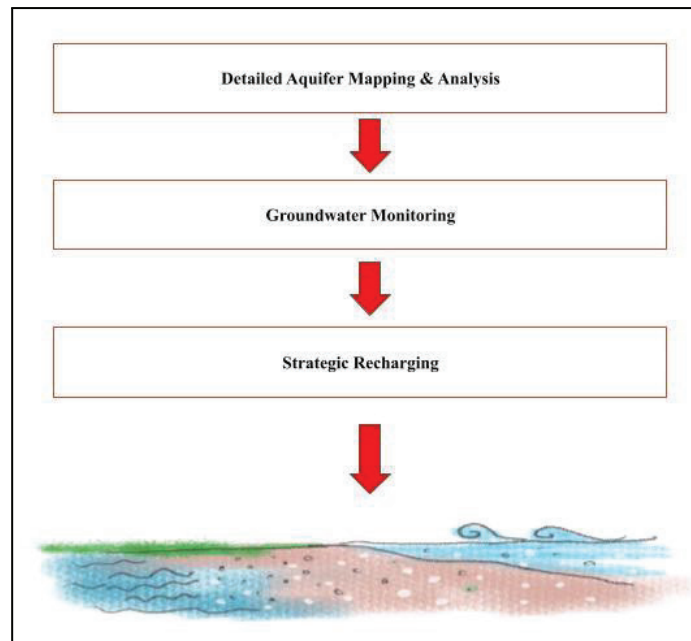 Detailed Aquifer Mapping & Analysis
Groundwater Monitoring
Strategic Recharging